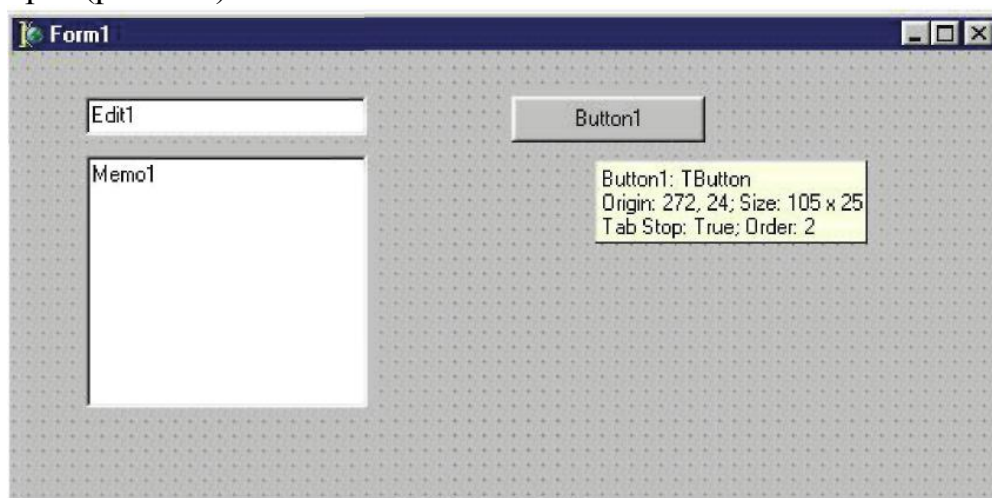 Form1
Edit1
Button1
Memo1
Button1: TButton
Origin: 272, 24; Size: 105 x 25
Tab Stop: True; Order: 2